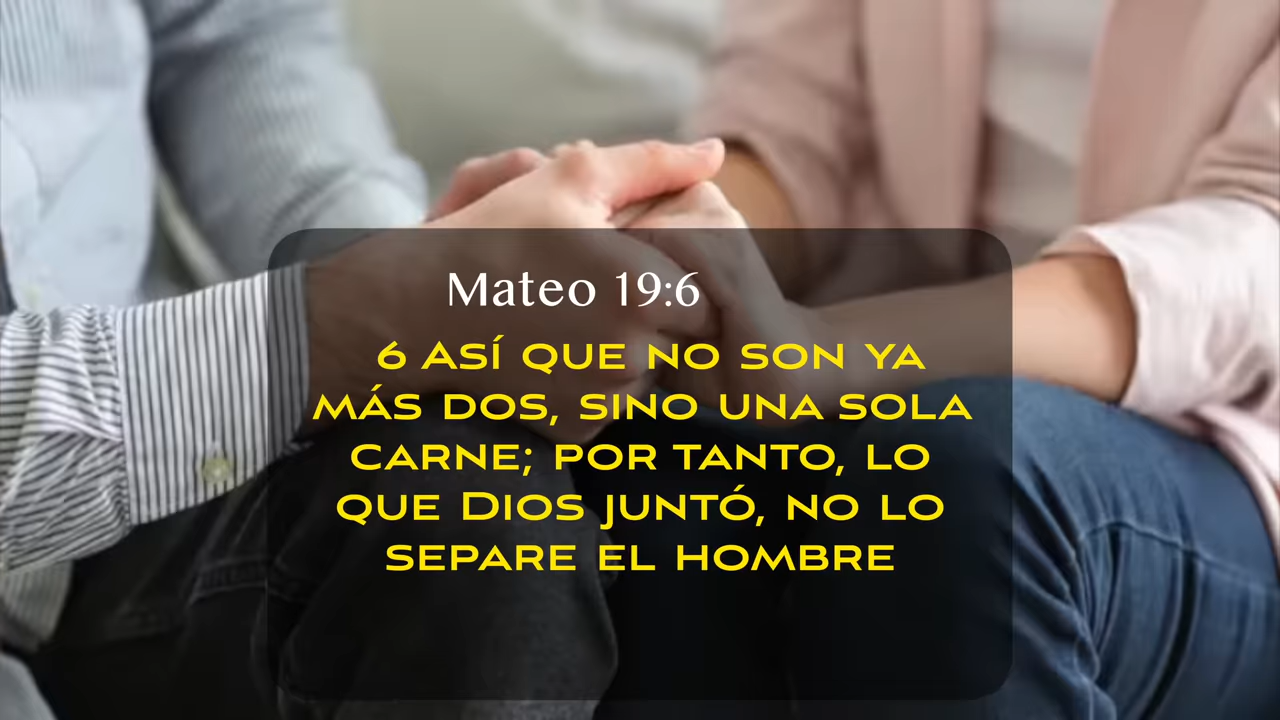 Mateo 19:6
6 ASÍ QUE NO SON YA
MÁS DOS, SINO UNA SOLA
CARNE; POR TANTO, LO
QUE DIOS JUNTÓ, NO LO
SEPARE EL HOMBRE